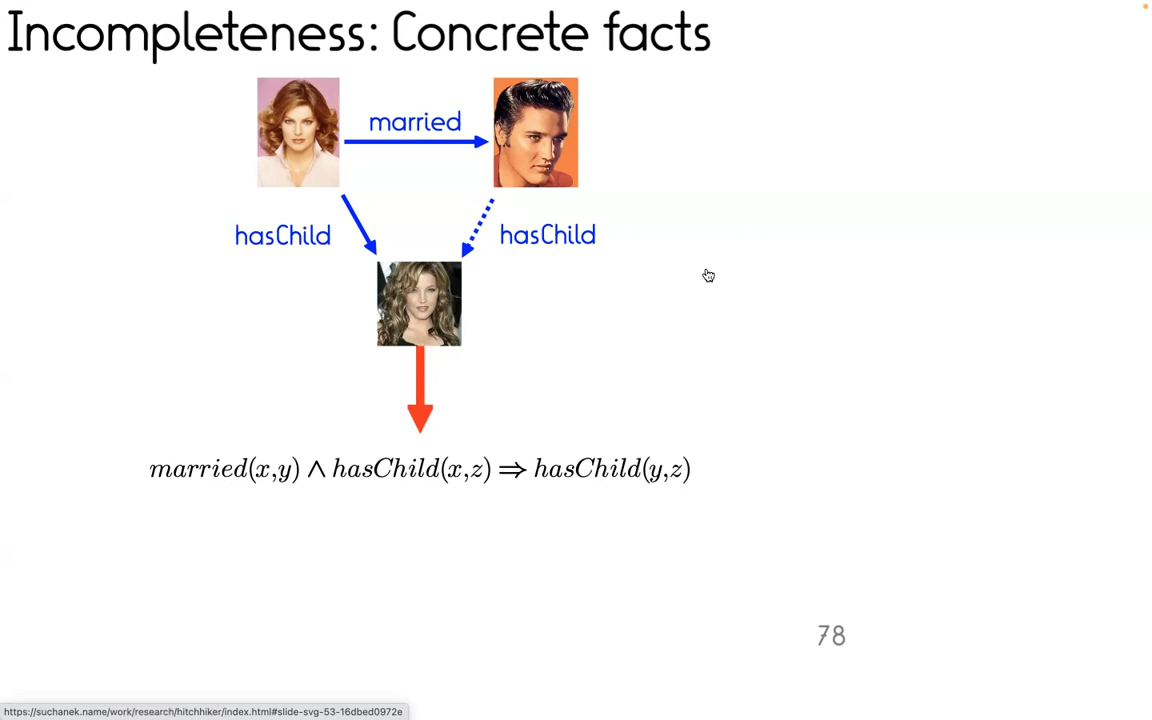 Incompleteness: Concrete facts
married
hasChild
hasChild
married(x,y) ∧ hasChild(x,z) ⇒ hasChild(y,z)
78
https://suchanek.name/work/research/hitchhiker/index.html#slide-svg-53-16dbed0972e